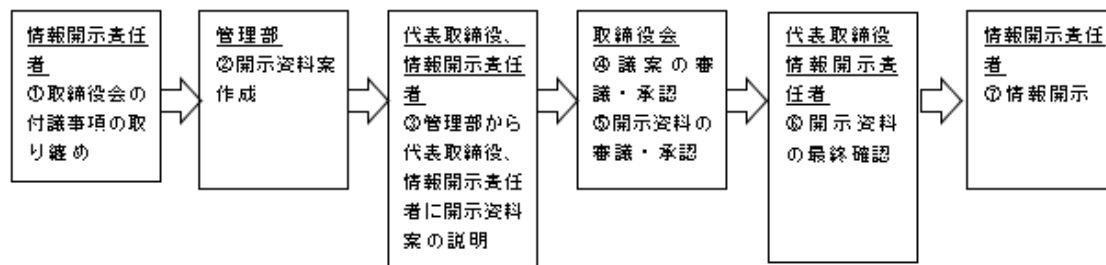 情報開示責任
者
①取締役会の
付議事項の取
り纏め
管理部
②開示資料案
作成
代表取締役、
情報開示責任
者
③管理部から
代表取締役、
情報開示責任
者に開示資料
案の説明
取締役会
④議案の審
議・承認
⑤開示資料の
審議・承認
代表取締役
情報開示責
任者
⑥開示資料
の最終確認
情報開示責任
者
⑦情報開示